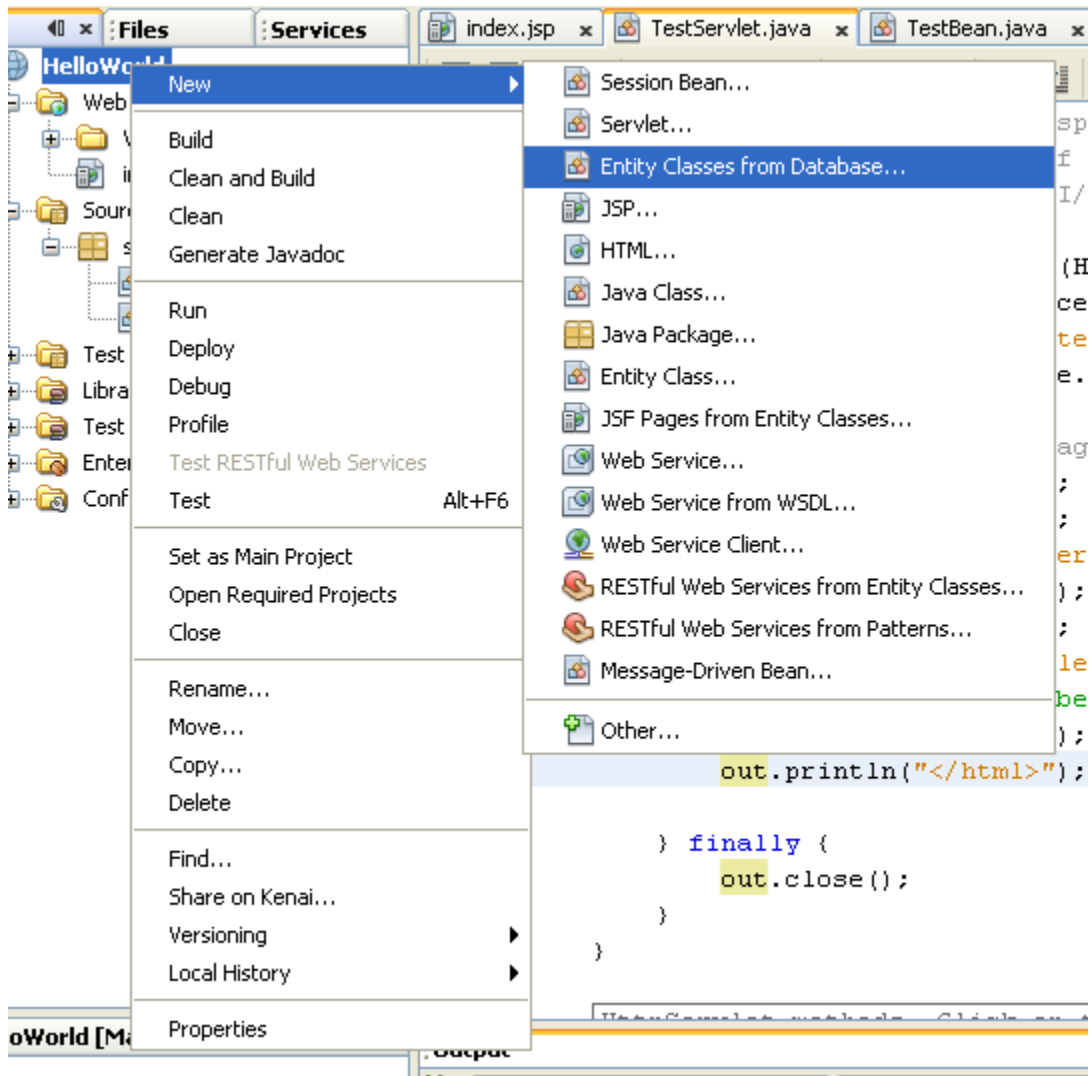 Files
Services
index.jsp
TestServlet.java
TestBean.java
HelloWorld
Web
Test
Test
New
Build
Clean and Build
Clean
Generate Javadoc
Run
Deploy
Debug
Profile
Test RESTful Web Services
Test Alt+F6
Set as Main Project
Open Required Projects
Close
Rename...
Move...
Copy...
Delete
Find...
Share on Kenai...
Versioning
Local History
Properties
Session Bean...
Servlet...
Entity Classes from Database...
JSP...
HTML...
Java Class...
Java Package...
Entity Class...
JSF Pages from Entity Classes...
Web Service...
Web Service from WSDL...
Web Service Client...
RESTful Web Services from Entity Classes...
RESTful Web Services from Patterns...
Message-Driven Bean...
Other...
out.println("</html>");
} finally {
out.close();
}
}
oWorld [Ma
Output